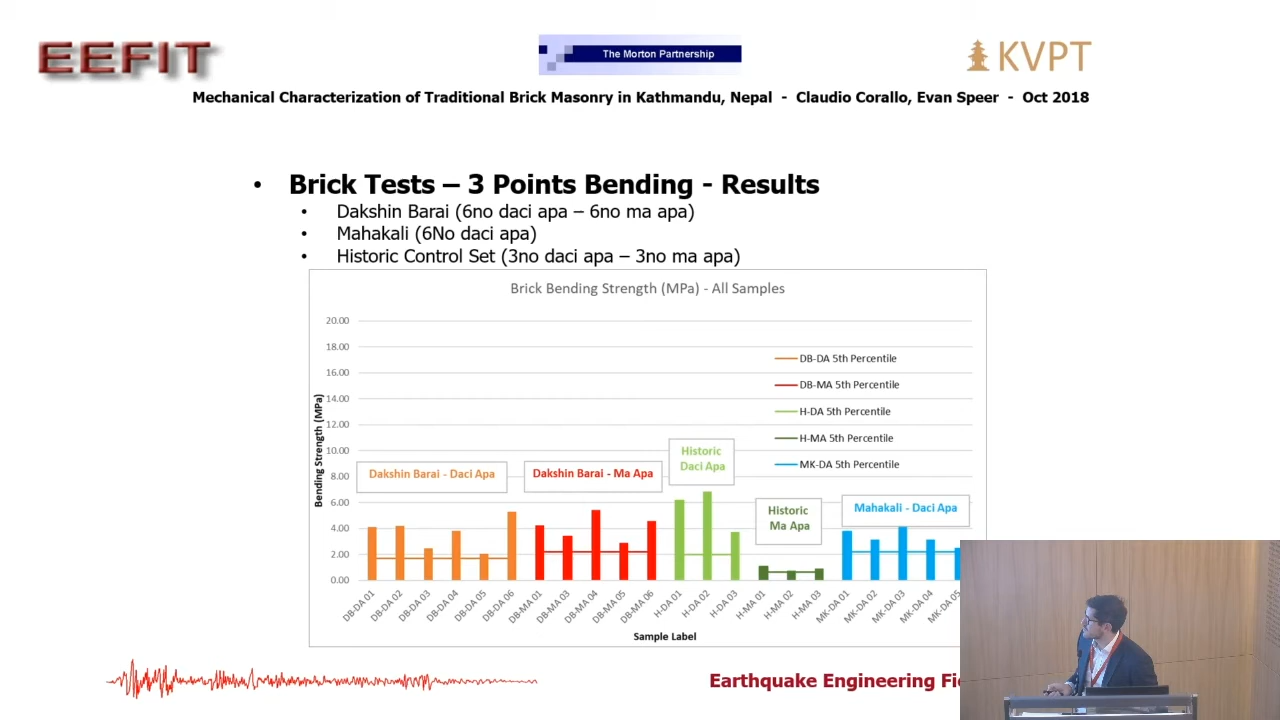 EEFIT
The Morton Partnership
KVPT
Mechanical Characterization of Traditional Brick Masonry in Kathmandu, Nepal - Claudio Corallo, Evan Speer - Oct 2018
• Brick Tests – 3 Points Bending - Results
• Dakshin Barai (6no daci apa – 6no ma apa)
• Mahakali (6No daci apa)
• Historic Control Set (3no daci apa – 3no ma apa)
Brick Bending Strength (MPa) - All Samples
Bending Strength (MPa)
20.00
18.00
16.00
14.00
12.00
10.00
8.00
6.00
4.00
2.00
0.00
DB-DA 5th Percentile
DB-MA 5th Percentile
H-DA 5th Percentile
H-MA 5th Percentile
MK-DA 5th Percentile
Dakshin Barai - Daci Apa
Dakshin Barai - Ma Apa
Historic
Daci Apa
Historic
Ma Apa
Mahakali - Daci Apa
DB-DA 01
DB-DA 02
DB-DA 03
DB-DA 04
DB-DA 05
DB-DA 06
DB-MA 01
DB-MA 03
DB-MA 04
DB-MA 05
DB-MA 06
H-DA 01
H-DA 02
H-DA 03
H-MA 01
H-MA 02
H-MA 03
MK-DA 01
MK-DA 02
MK-DA 03
MK-DA 04
MK-DA 05
Sample Label
Earthquake Engineering Fi